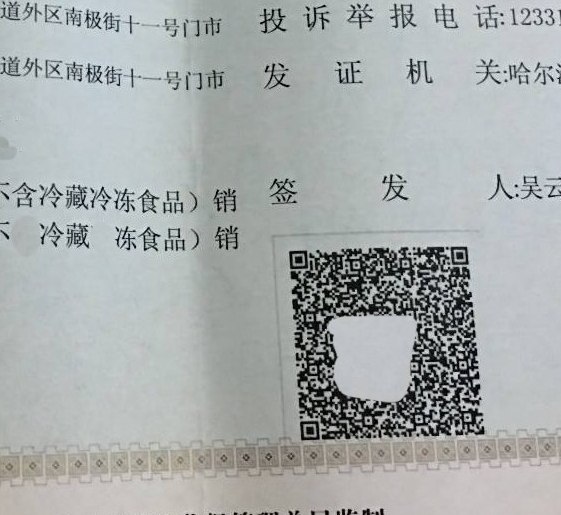 道外区南极街十一号门市 投诉举报电话:12331
道外区南极街十一号门市 发证机关:哈尔
不含冷藏冷冻食品）销 签发人:吴云
不 冷藏 冻食品）销